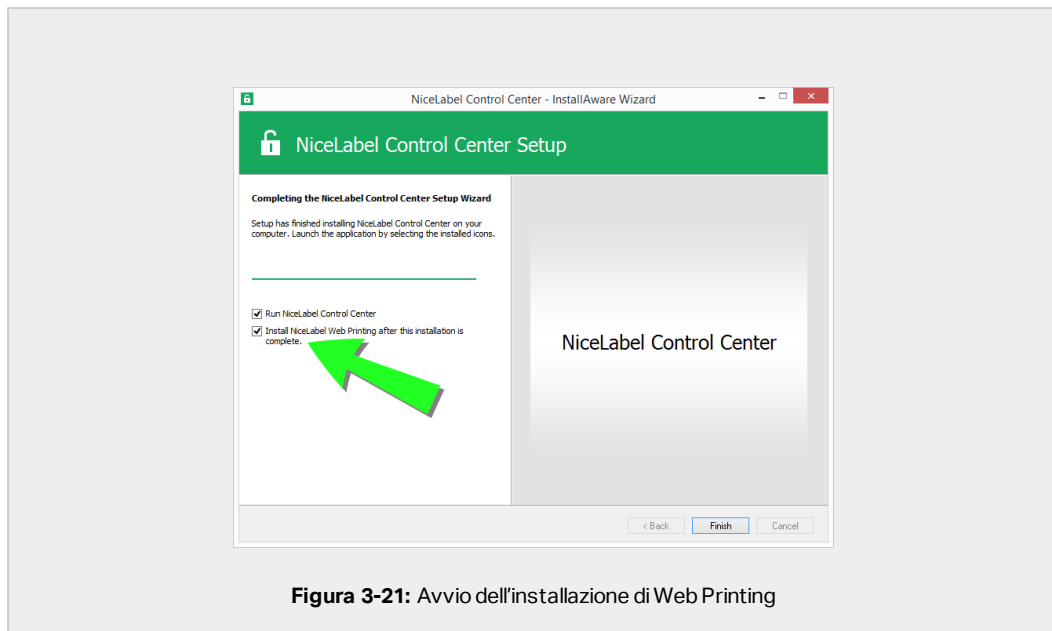 NiceLabel Control Center - InstallAware Wizard
NiceLabel Control Center Setup
Completing the NiceLabel Control Center Setup Wizard
Setup has finished installing NiceLabel Control Center on your
computer. Launch the application by selecting the installed icons.
Run NiceLabel Control Center
Install NiceLabel Web Printing after this installation is
complete.
NiceLabel Control Center
< Back
Finish
Cancel
Figura 3-21: Avvio dell'installazione di Web Printing